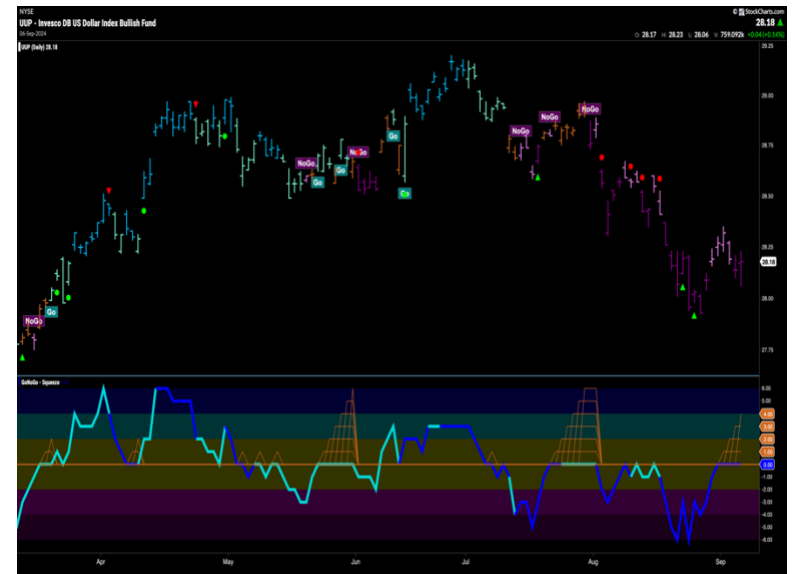 NYSE
© StockCharts.com
UUP - Invesco DB US Dollar Index Bullish Fund
28.18
06-Sep-2024
O: 28.17 H: 28.23 L: 28.06 V: 759.092k +0.04 (+0.14%)
UUP (Daily) 28.18
29.25
29.00
28.75
28.50
28.25
28.18
28.00
27.75
NoGo
Go
NoGo
Go
Go
NoGo
Go
Go
NoGo
NoGo
NoGo
GoNoGo - Squeeze
6.00
5.00
4.00
3.00
2.00
1.00
0.00
-1.00
-2.00
-3.00
-4.00
-5.00
-6.00
Apr May Jun Jul Aug Sep